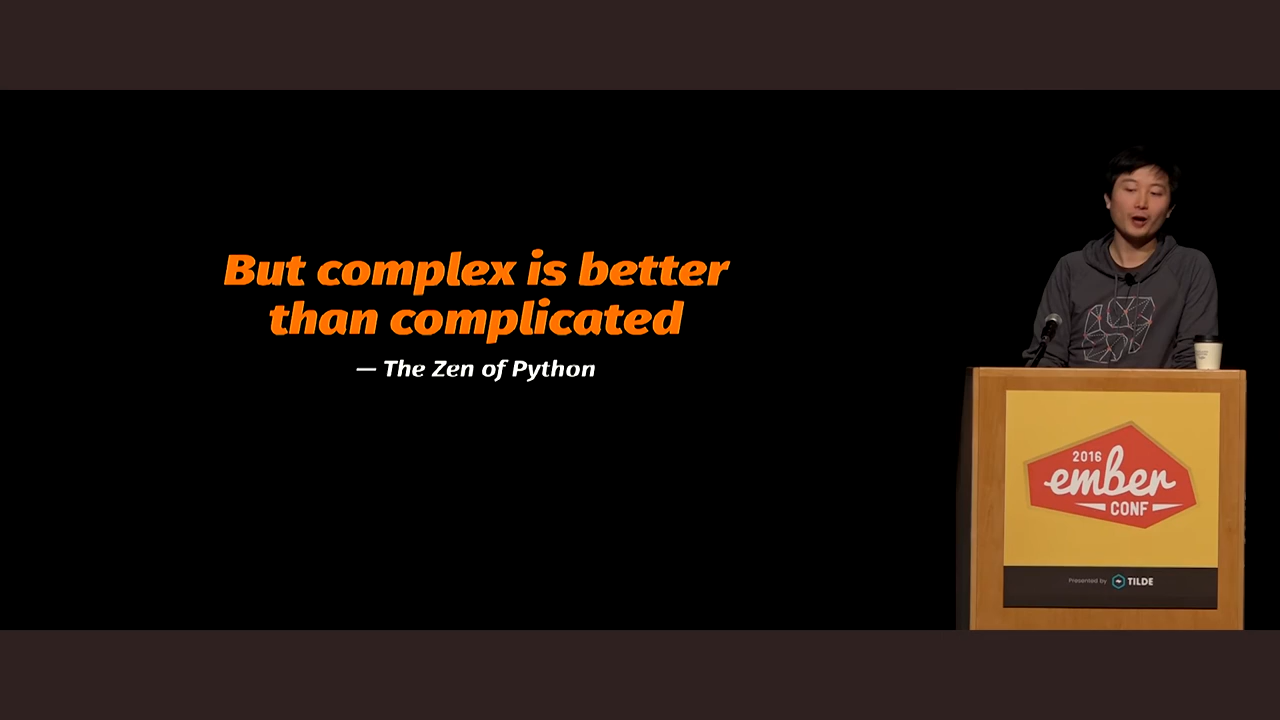 But complex is better
than complicated
— The Zen of Python
2016
ember
CONF
Presented by TILDE